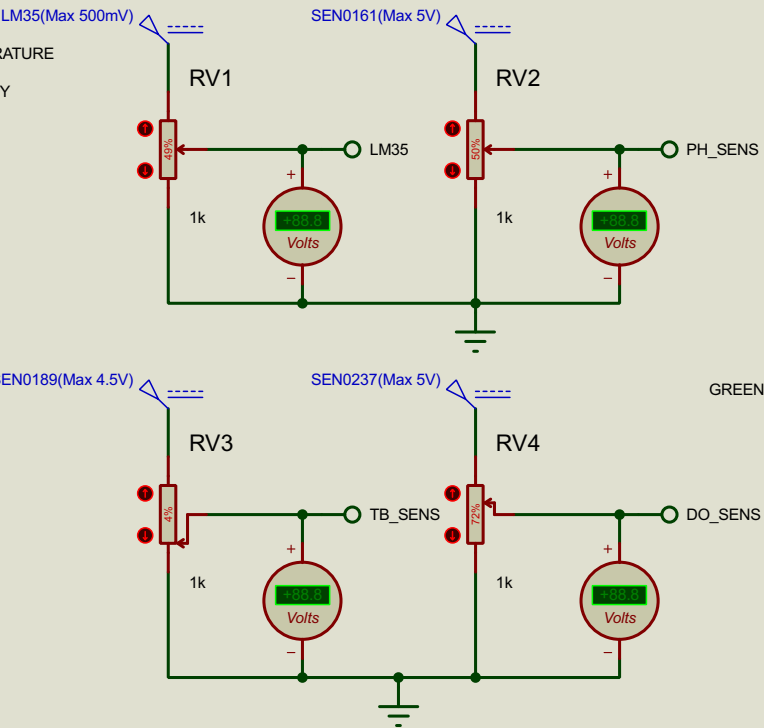 LM35(Max 500mV)
SEN0161(Max 5V)
RATURE
Y
RV1
RV2
49%
LM35
50%
PH_SENS
+
+
1k
+88.8
Volts
1k
+88.8
Volts
−
−
EN0189(Max 4.5V)
SEN0237(Max 5V)
GREEN
RV3
RV4
4%
TB_SENS
72%
DO_SENS
+
+
1k
+88.8
Volts
1k
+88.8
Volts
−
−